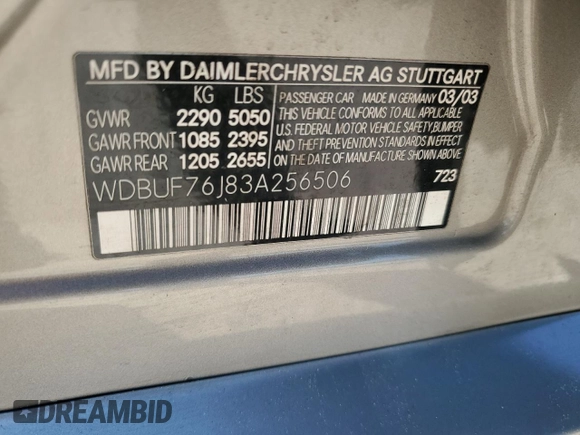 MFD BY DAIMLERCHRYSLER AG STUTTGART
KG LBS
GVWR 2290 5050
GAWR FRONT 1085 2395
GAWR REAR 1205 2655
PASSENGER CAR MADE IN GERMANY 03/03
THIS VEHICLE CONFORMS TO ALL APPLICABLE
U.S. FEDERAL MOTOR VEHICLE SAFETY, BUMPER
AND THEFT PREVENTION STANDARDS IN EFFECT
ON THE DATE OF MANUFACTURE SHOWN ABOVE.
WDBUF76J83A256506 723
DREAMBID